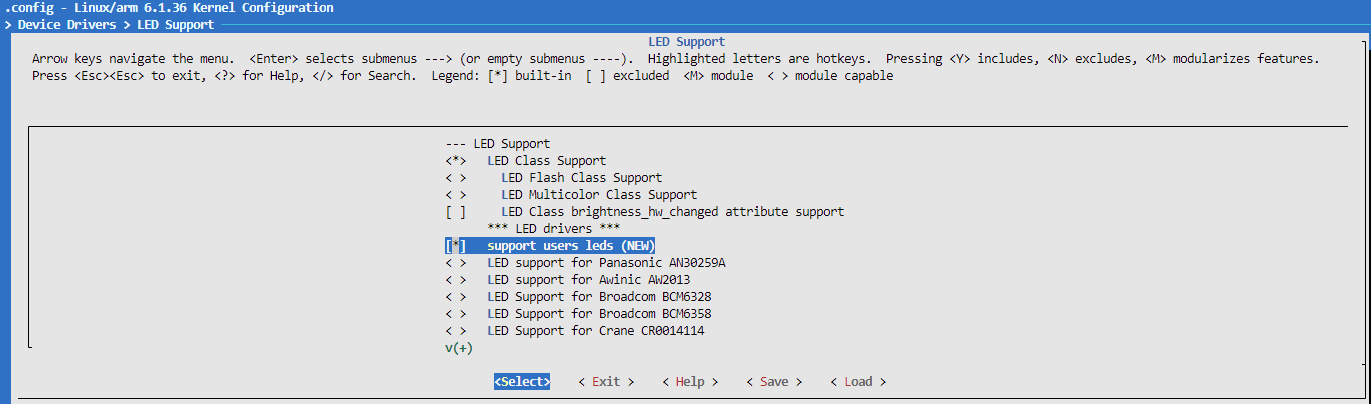 .config - Linux/arm 6.1.36 Kernel Configuration
> Device Drivers > LED Support
LED Support
Arrow keys navigate the menu.  <Enter> selects submenus ---> (or empty submenus ----).  Highlighted letters are hotkeys.  Pressing <Y> includes, <N> excludes, <M> modularizes features.
Press <Esc><Esc> to exit, <?> for Help, </> for Search.  Legend: [*] built-in  [ ] excluded  <M> module  < > module capable
--- LED Support
<*>   LED Class Support
< >     LED Flash Class Support
< >     LED Multicolor Class Support
[ ]     LED Class brightness_hw_changed attribute support
*** LED drivers ***
[*]   support users leds (NEW)
< >   LED support for Panasonic AN30259A
< >   LED support for Awinic AW2013
< >   LED Support for Broadcom BCM6328
< >   LED Support for Broadcom BCM6358
< >   LED Support for Crane CR0014114
v(+)
<Select>    < Exit >    < Help >    < Save >    < Load >